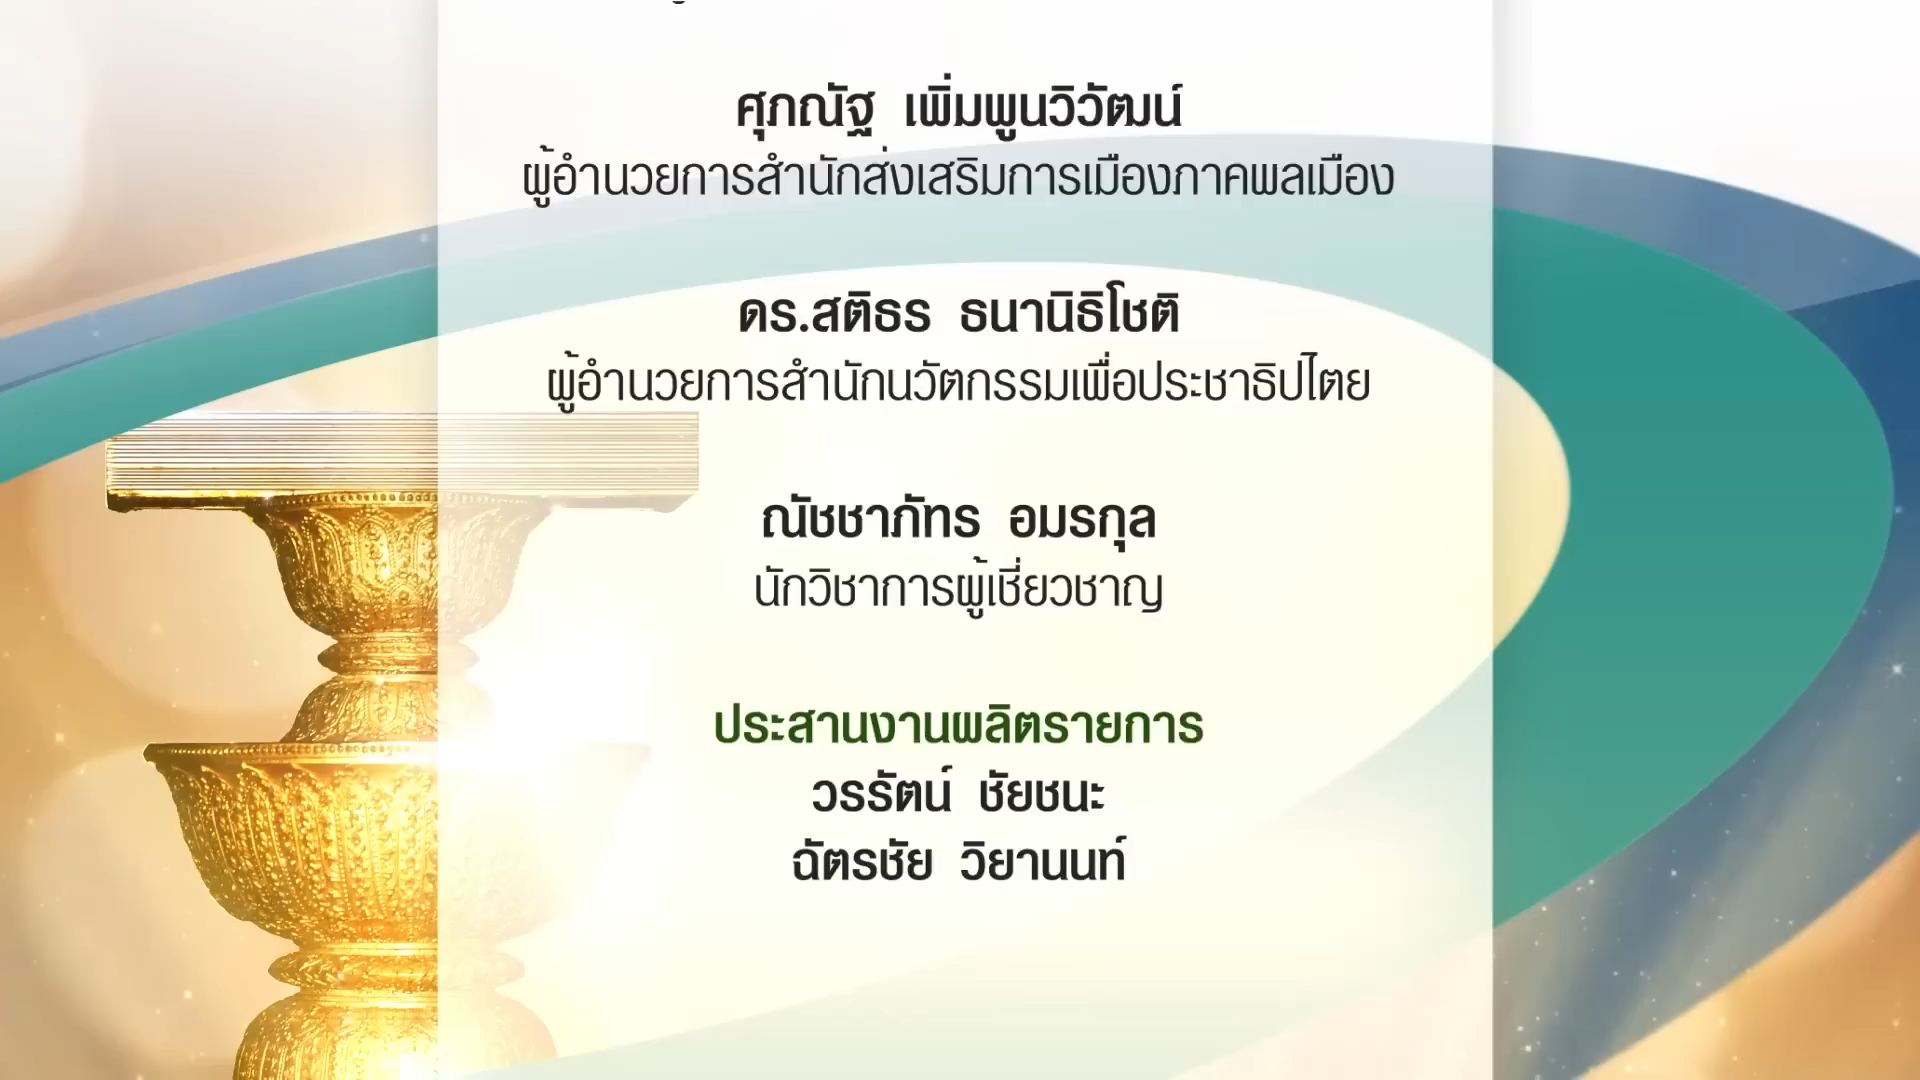 ศุภณัฐ เพิ่มพูนวิวัฒน์
ผู้อำนวยการสำนักส่งเสริมการเมืองภาคพลเมือง
ดร.สติธร ธนานิธิโชติ
ผู้อำนวยการสำนักนวัตกรรมเพื่อประชาธิปไตย
ณัชชาภัทร อมรกุล
นักวิชาการผู้เชี่ยวชาญ
ประสานงานผลิตรายการ
วรรัตน์ ชัยชนะ
ฉัตรชัย วิยานนท์